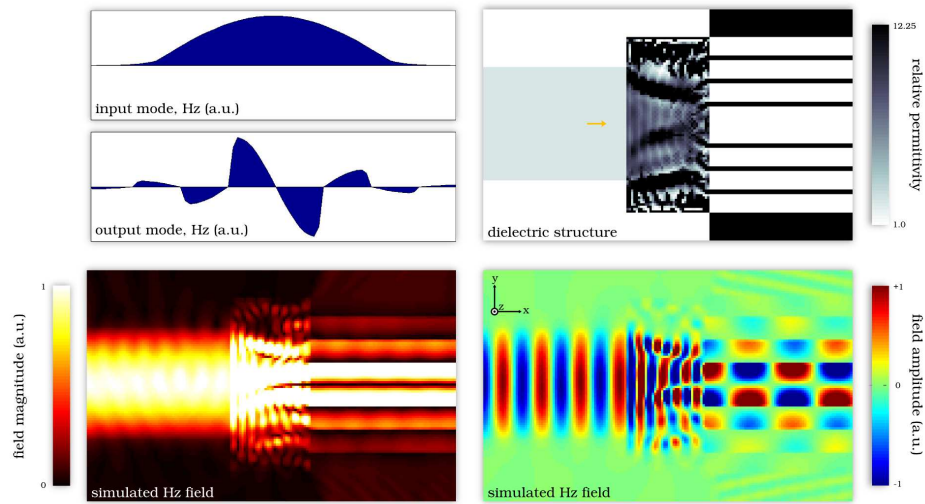 input mode, Hz (a.u.)
output mode, Hz (a.u.)
dielectric structure
12.25
1.0
relative permittivity
field magnitude (a.u.)
1
0
simulated Hz field
y
z
x
simulated Hz field
+1
0
-1
field amplitude (a.u.)